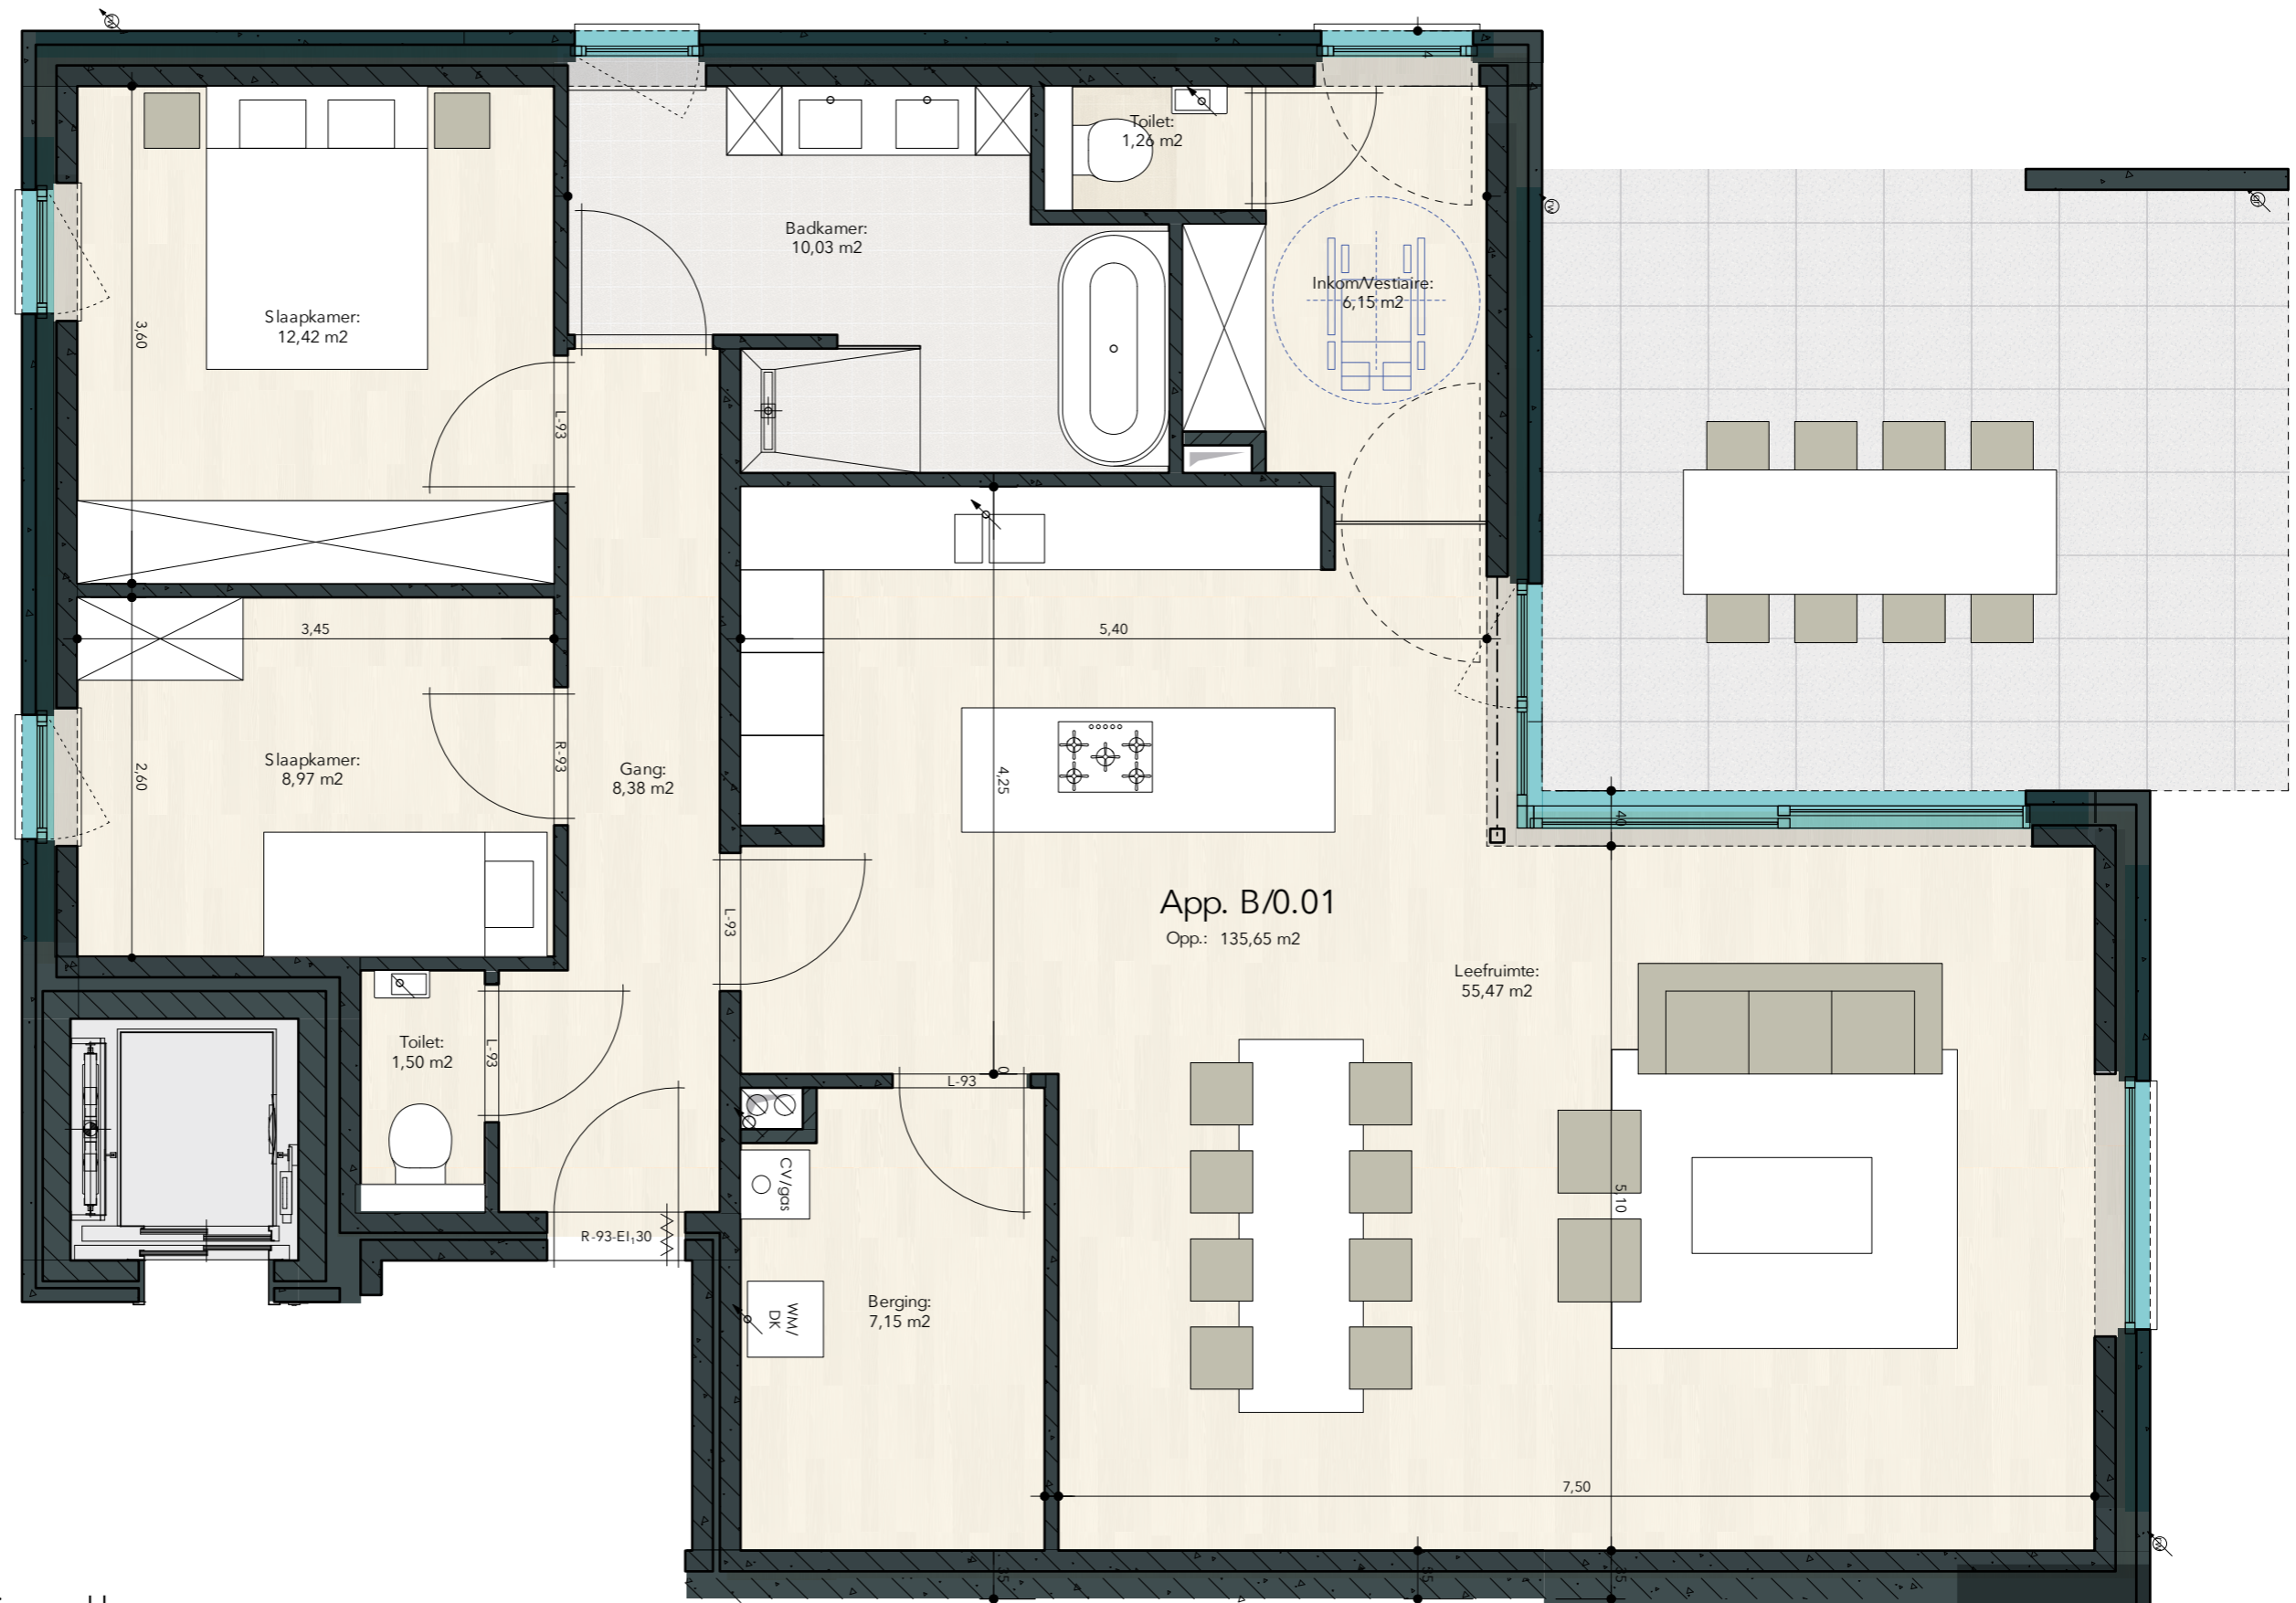 Toilet:
1,26 m2
Badkamer:
10,03 m2
Inkom/Vestiaire:
6,15 m2
Slaapkamer:
12,42 m2
3,60
L-93
3,45
5,40
Slaapkamer:
8,97 m2
2,60
R-93
Gang:
8,38 m2
4,25
40
App. B/0.01
Opp.: 135,65 m2
L-93
Leefruimte:
55,47 m2
Toilet:
1,50 m2
L-93
L-93
CV/gas
5,10
R-93-EI₁30
Berging:
7,15 m2
WM/
DK
7,50